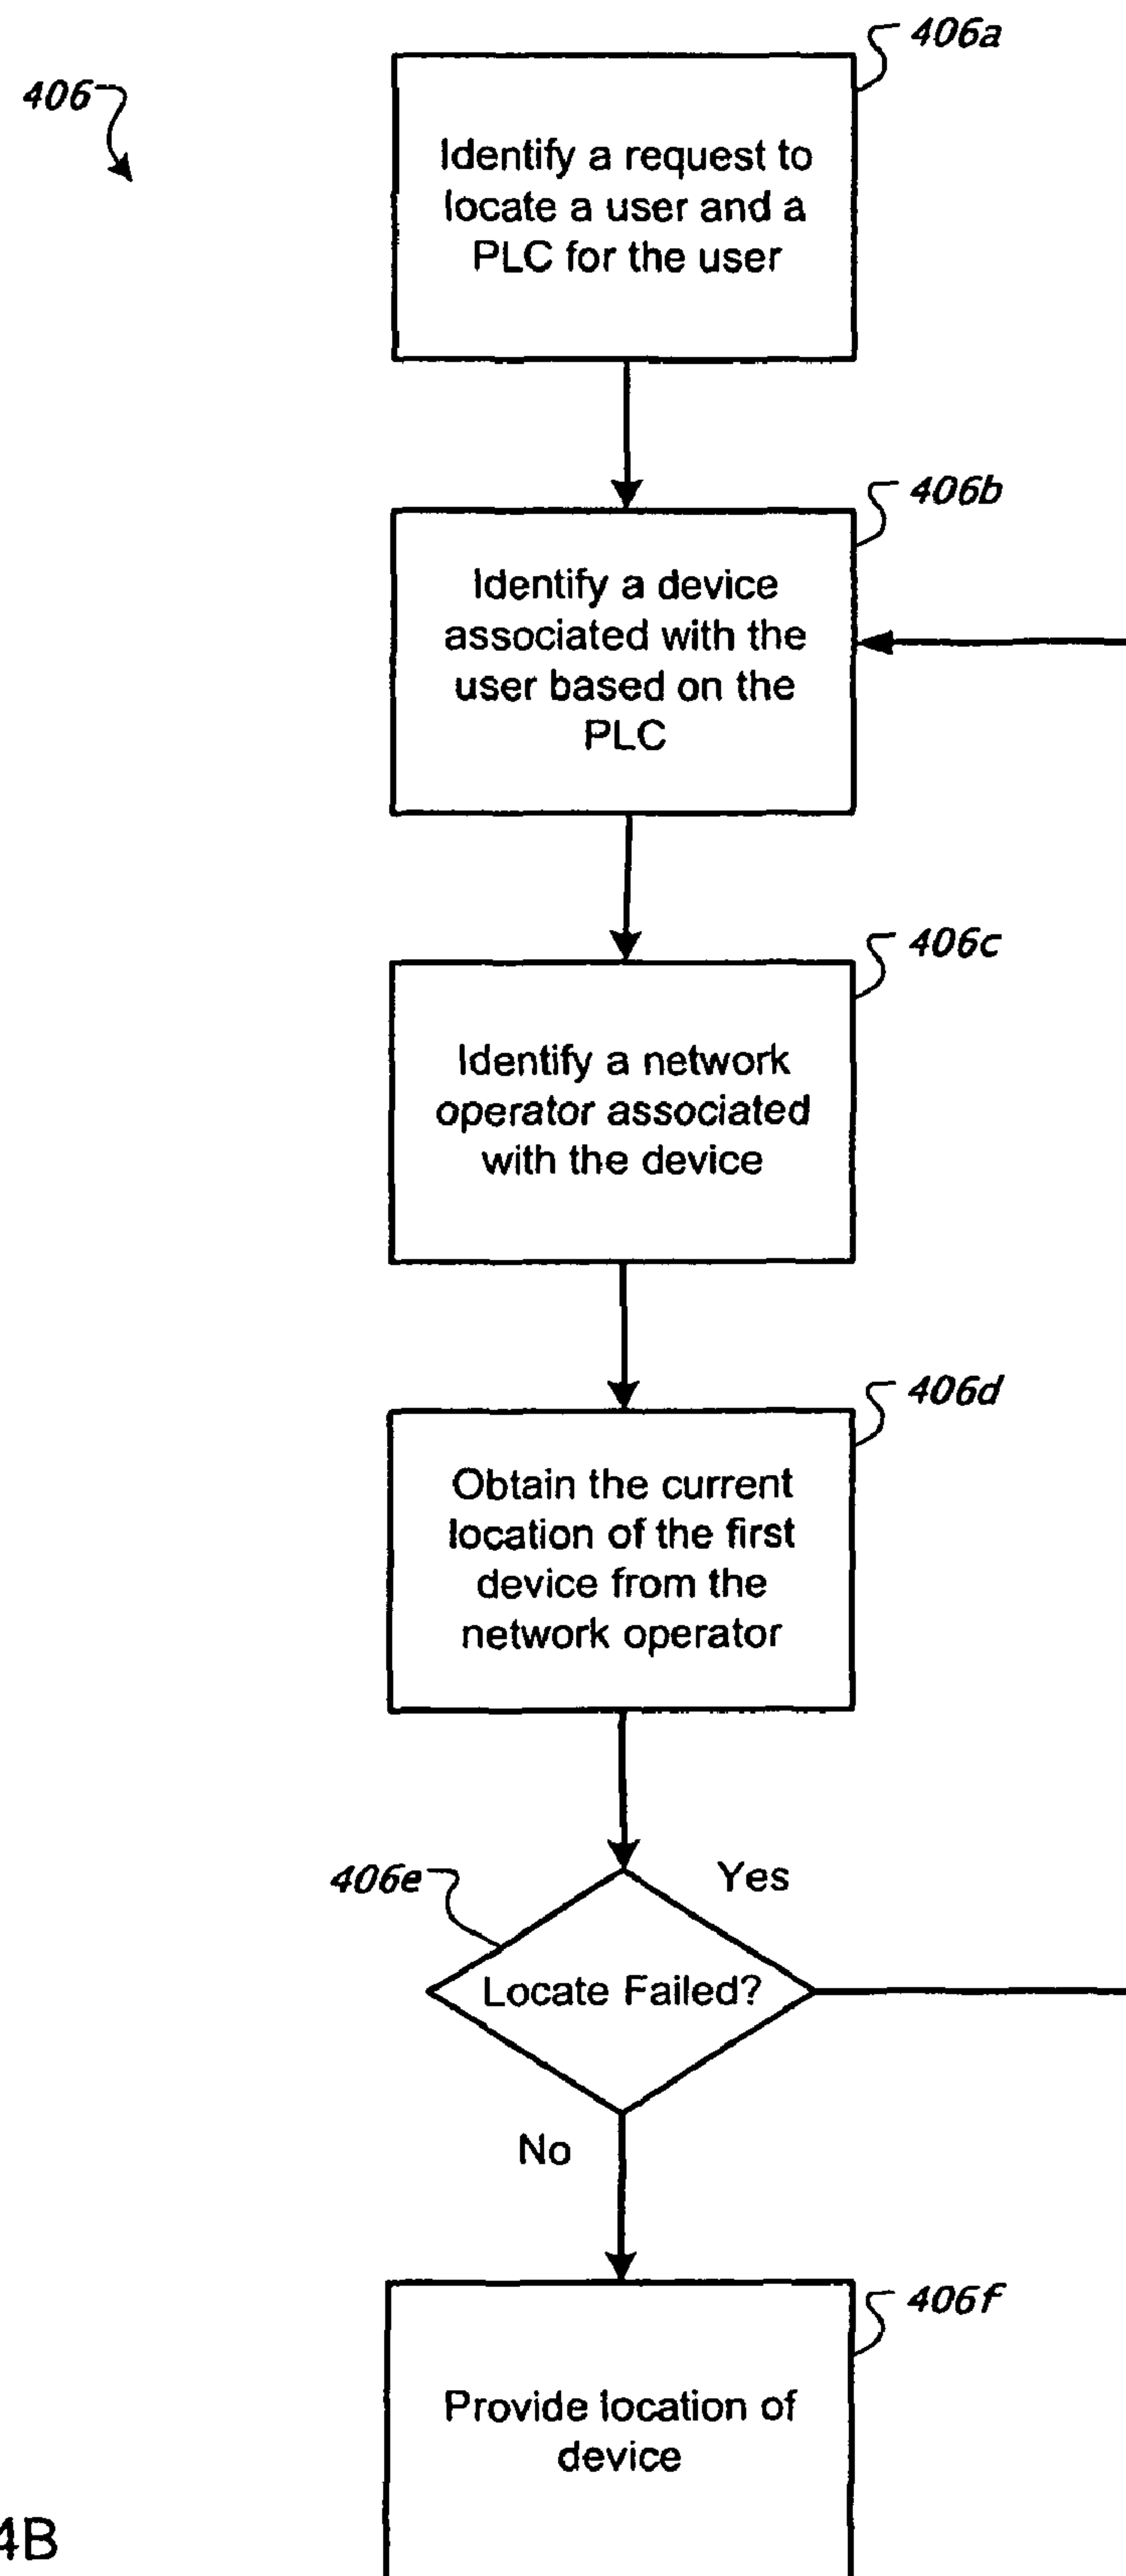 406a
406
Identify a request to
locate a user and a
PLC for the user
406b
Identify a device
associated with the
user based on the
PLC
406c
Identify a network
operator associated
with the device
406d
Obtain the current
location of the first
device from the
network operator
406e
Yes
Locate Failed?
No
406f
Provide location of
device
4B